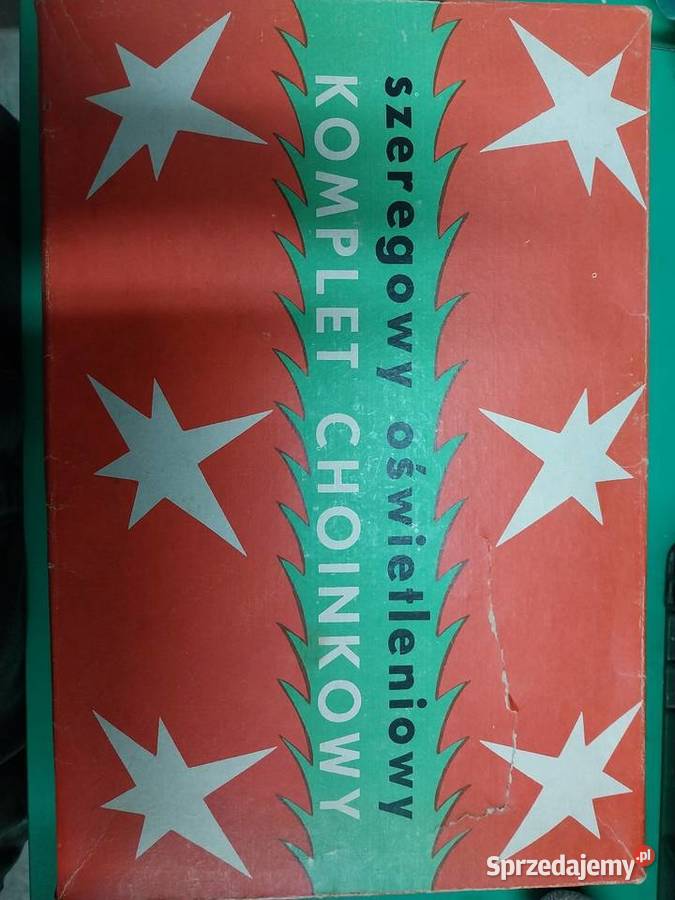 szeregowy oświetleniowy
KOMPLET CHOINKOWY
Sprzedajemy.pl